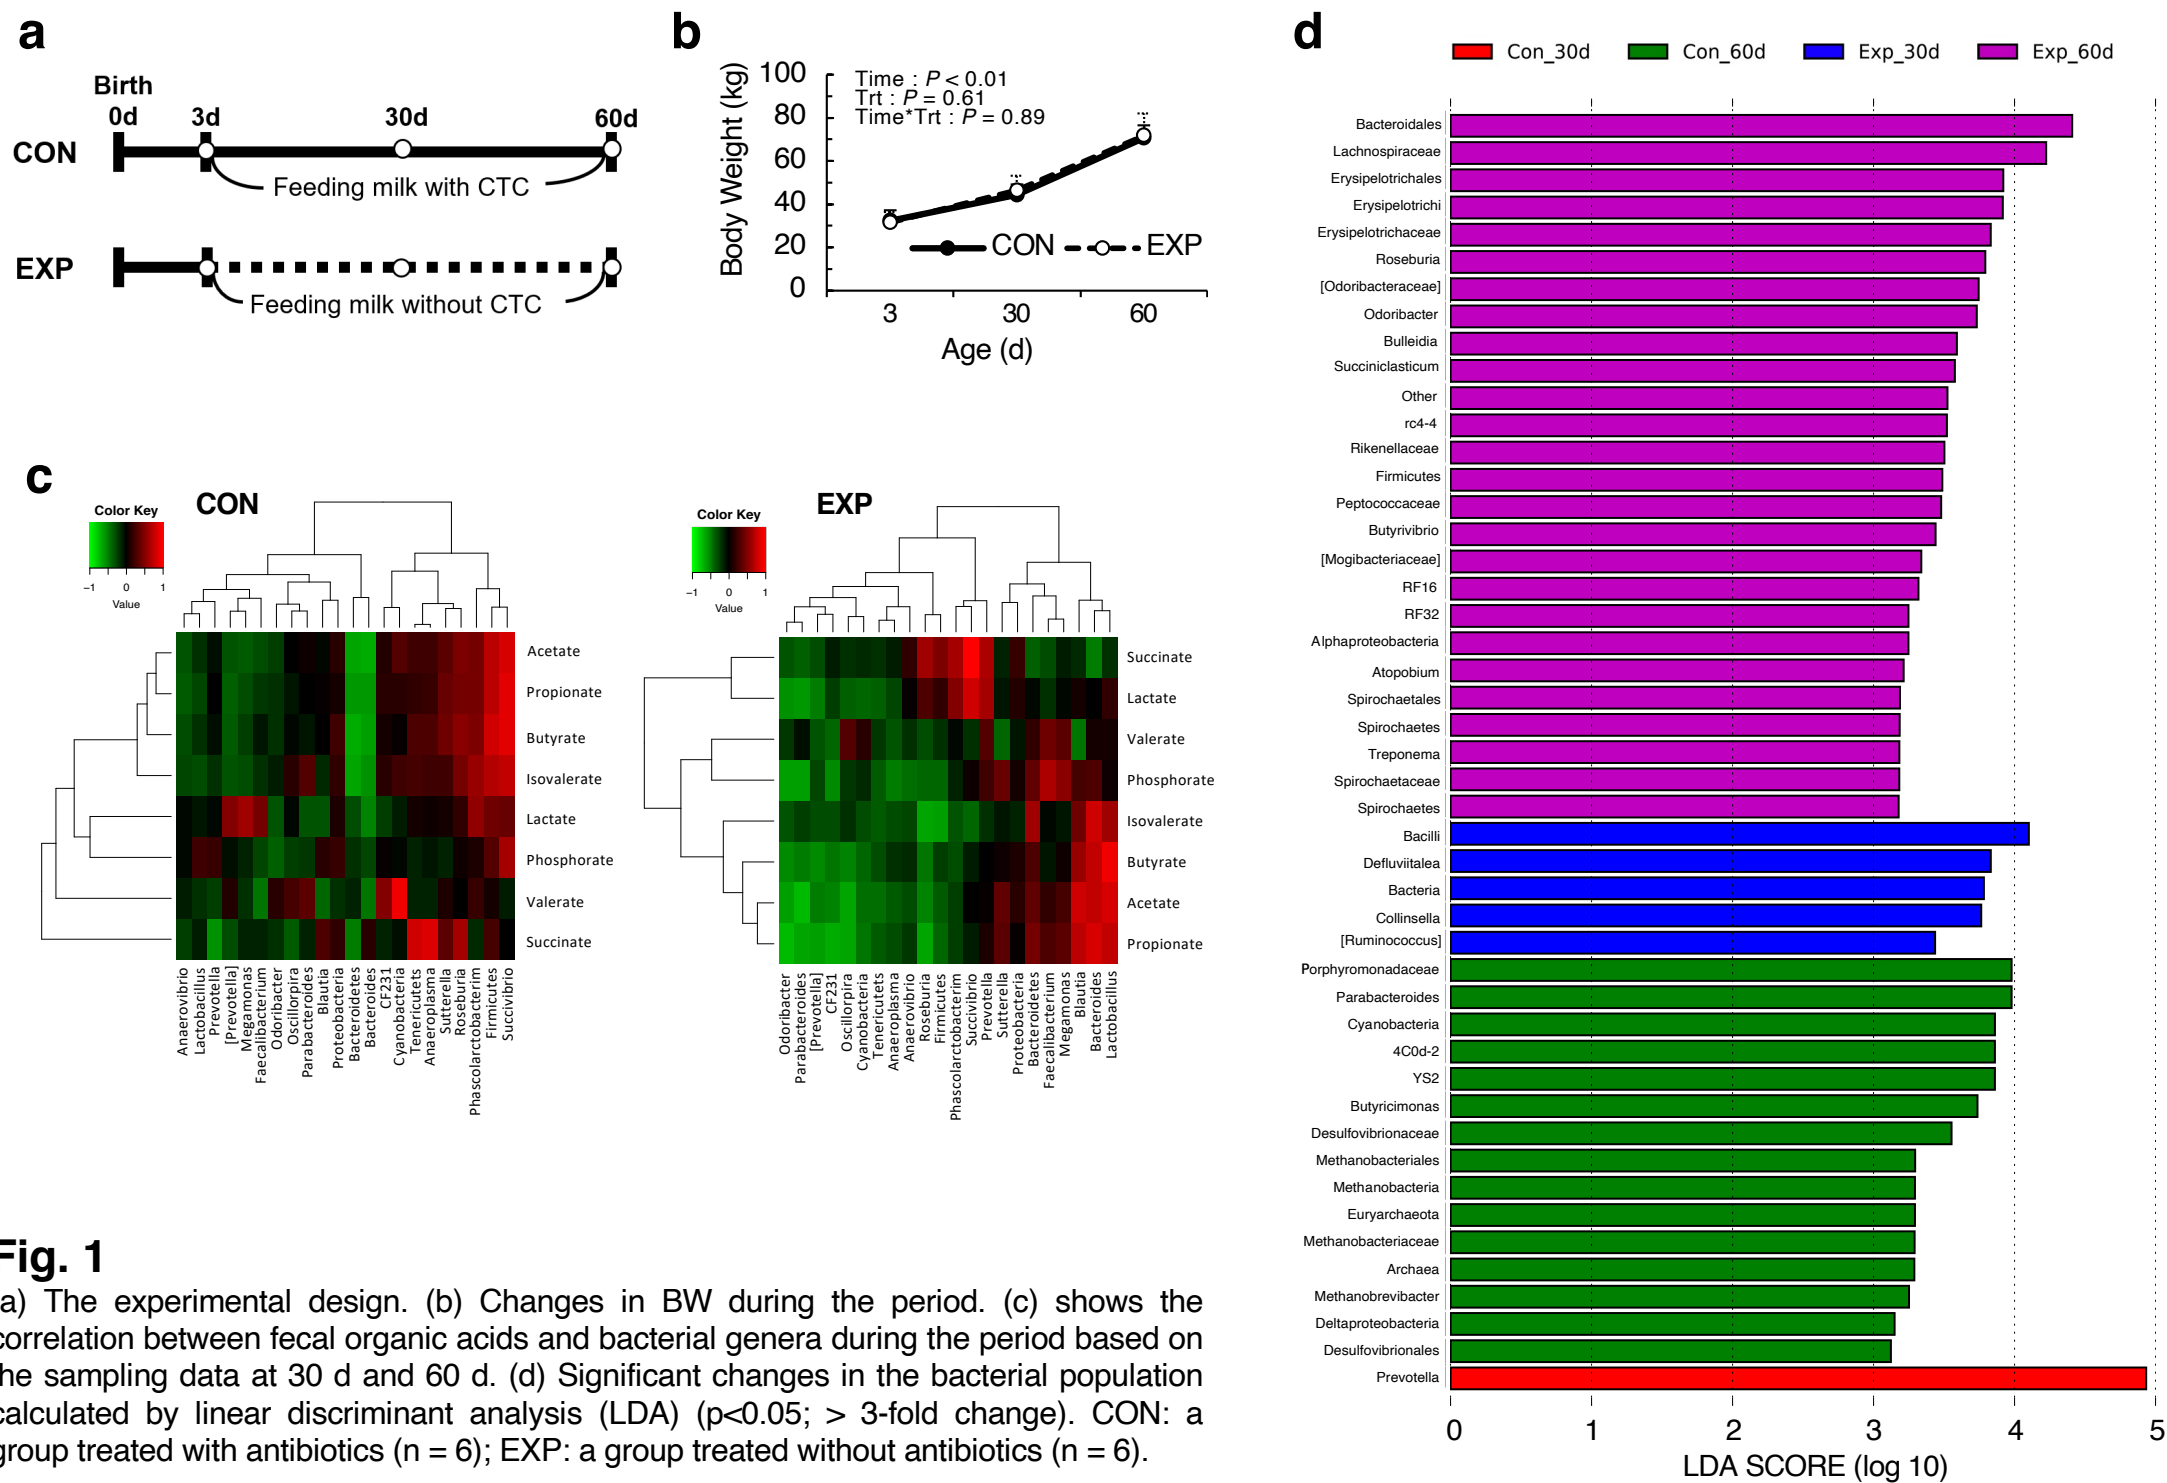 a
Birth
0d 3d 30d 60d
CON
Feeding milk with CTC
EXP
Feeding milk without CTC
b
Body Weight (kg)
100
80
60
40
20
0
Time : P < 0.01
Trt : P = 0.61
Time*Trt : P = 0.89
CON EXP
3 30 60
Age (d)
c
Color Key
−1 0 1
Value
CON
Acetate
Propionate
Butyrate
Isovalerate
Lactate
Phosphorate
Valerate
Succinate
Anaerovibrio
Lactobacillus
Prevotella
[Prevotella]
Megamonas
Faecalibacterium
Odoribacter
Oscillorpira
Parabacteroides
Blautia
Proteobacteria
Bacteroidetes
Bacteroides
CF231
Cyanobacteria
Tenericutets
Anaeroplasma
Sutterella
Roseburia
Phascolarctobacterim
Firmicutes
Succivibrio
Color Key
−1 0 1
Value
EXP
Succinate
Lactate
Valerate
Phosphorate
Isovalerate
Butyrate
Acetate
Propionate
Odoribacter
Parabacteroides
[Prevotella]
CF231
Oscillorpira
Cyanobacteria
Tenericutets
Anaeroplasma
Anaerovibrio
Roseburia
Firmicutes
Phascolarctobacterim
Succivibrio
Prevotella
Sutterella
Proteobacteria
Bacteroidetes
Faecalibacterium
Megamonas
Blautia
Bacteroides
Lactobacillus
d
Con_30d Con_60d Exp_30d Exp_60d
Bacteroidales
Lachnospiraceae
Erysipelotrichales
Erysipelotrichi
Erysipelotrichaceae
Roseburia
[Odoribacteraceae]
Odoribacter
Bulleidia
Succiniclasticum
Other
rc4-4
Rikenellaceae
Firmicutes
Peptococcaceae
Butyrivibrio
[Mogibacteriaceae]
RF16
RF32
Alphaproteobacteria
Atopobium
Spirochaetales
Spirochaetes
Treponema
Spirochaetaceae
Spirochaetes
Bacilli
Defluviitalea
Bacteria
Collinsella
[Ruminococcus]
Porphyromonadaceae
Parabacteroides
Cyanobacteria
4C0d-2
YS2
Butyricimonas
Desulfovibrionaceae
Methanobacteriales
Methanobacteria
Euryarchaeota
Methanobacteriaceae
Archaea
Methanobrevibacter
Deltaproteobacteria
Desulfovibrionales
Prevotella
0 1 2 3 4 5
LDA SCORE (log 10)
Fig. 1
(a) The experimental design. (b) Changes in BW during the period. (c) shows the
correlation between fecal organic acids and bacterial genera during the period based on
the sampling data at 30 d and 60 d. (d) Significant changes in the bacterial population
calculated by linear discriminant analysis (LDA) (p<0.05; > 3-fold change). CON: a
group treated with antibiotics (n = 6); EXP: a group treated without antibiotics (n = 6).